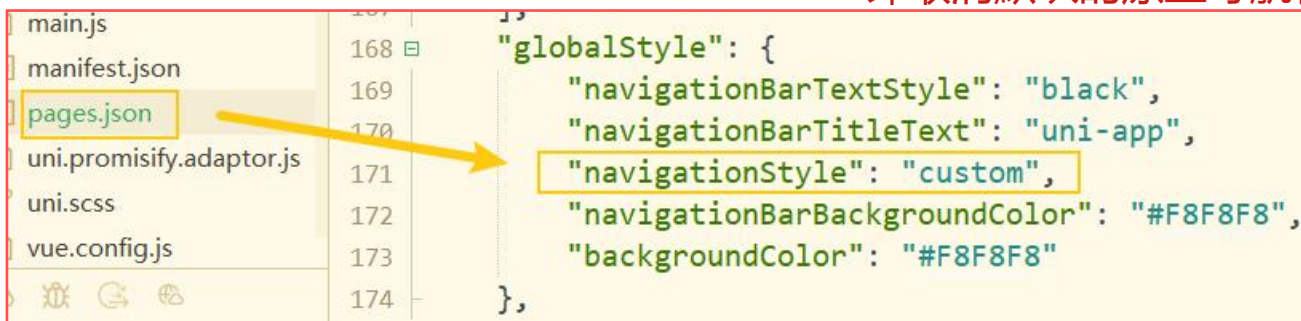 main.js
manifest.json
pages.json
uni.promisify.adaptor.js
uni.scss
vue.config.js
],
168 "globalStyle": {
169 "navigationBarTextStyle": "black",
170 "navigationBarTitleText": "uni-app",
171 "navigationStyle": "custom",
172 "navigationBarBackgroundColor": "#F8F8F8",
173 "backgroundColor": "#F8F8F8"
174 },